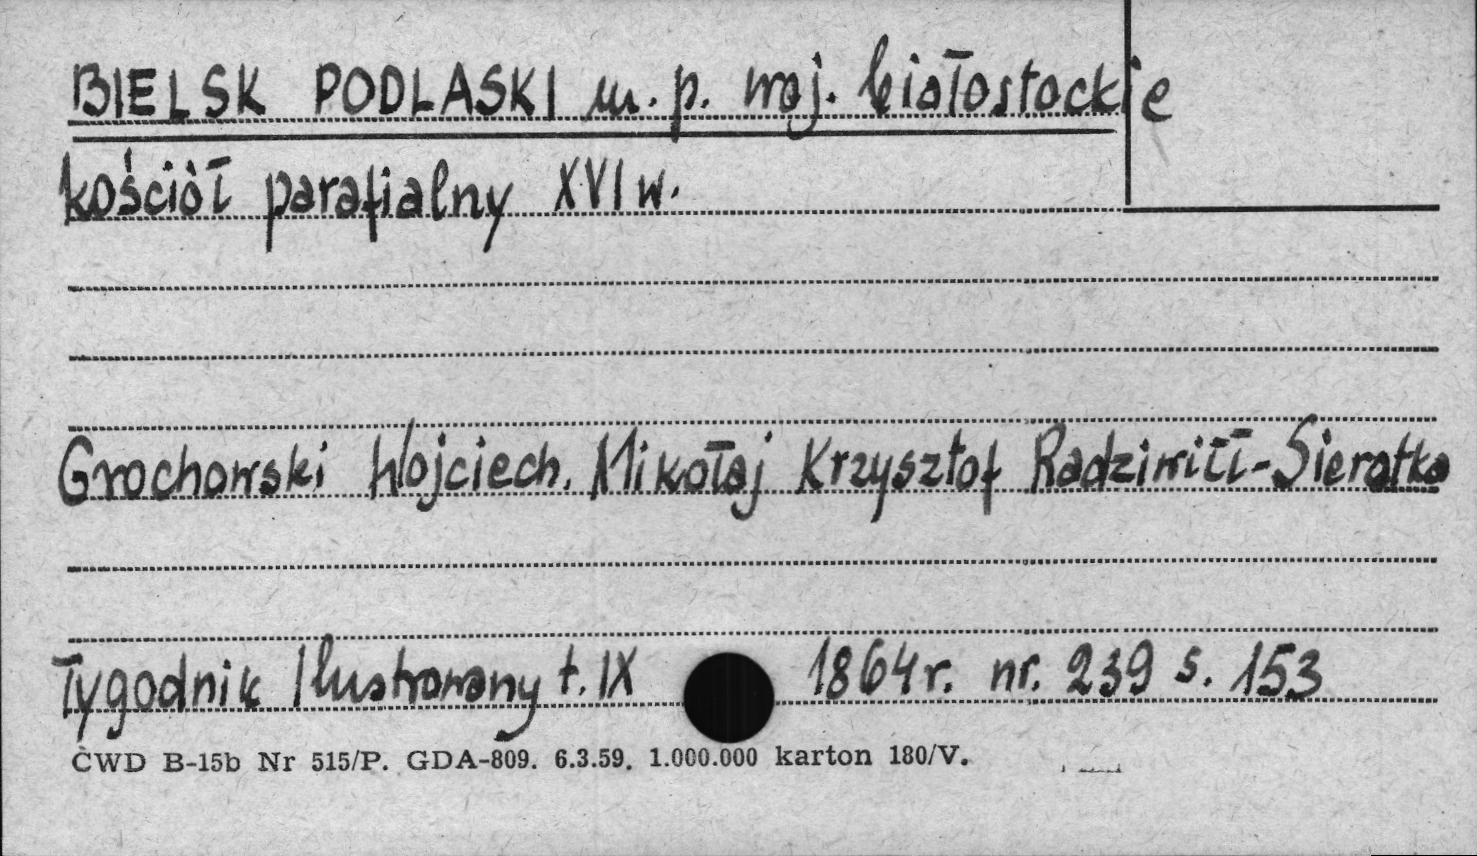 BIELSK PODLASKI m. p. woj. białostockie
kościół parafialny XVI w.
Grochowski Wojciech, Mikołaj Krzysztof Radziwiłł-Sierotka
Tygodnik Ilustrowany t. IX 1864 r. nr. 239 s. 153
CWD B-15b Nr 515/P. GDA-809. 6.3.59. 1.000.000 karton 180/V.